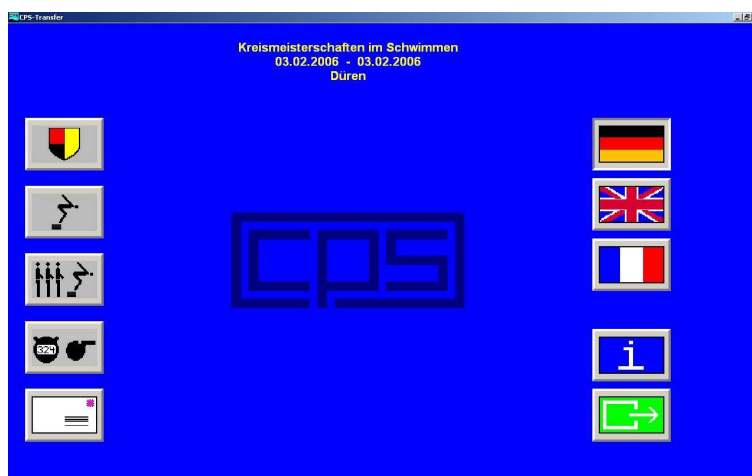 CPS-Transfer
Kreismeisterschaften im Schwimmen
03.02.2006 - 03.02.2006
Düren
CPS
324
i